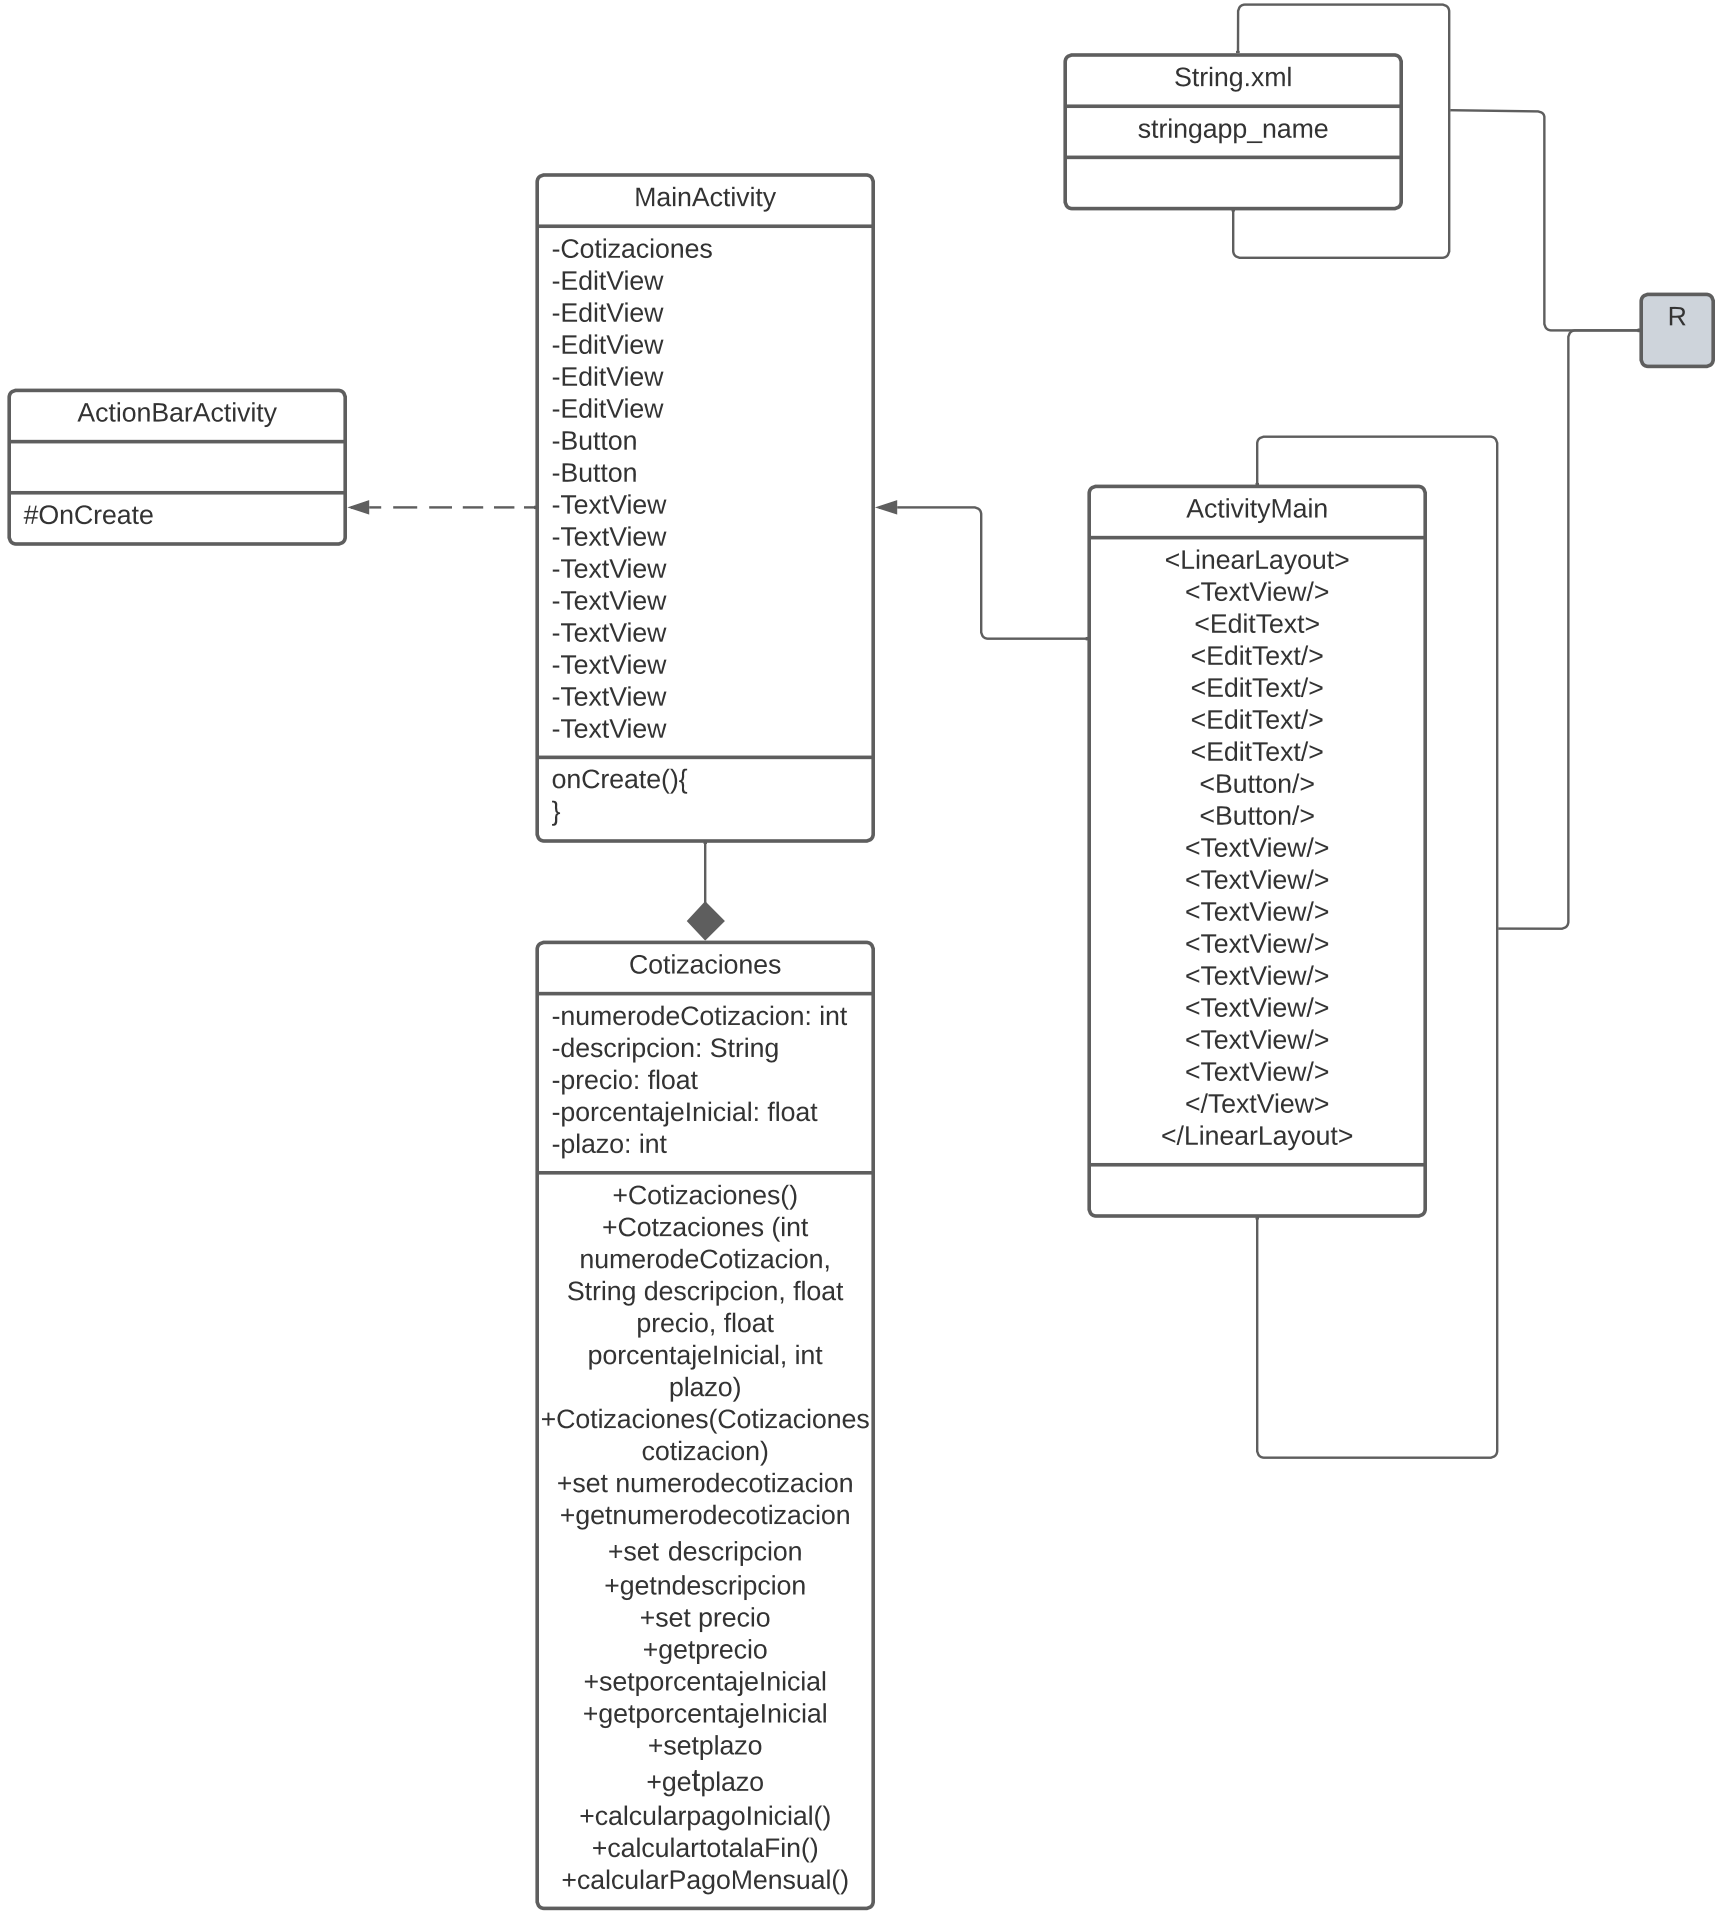 String.xml
stringapp_name
R
MainActivity
-Cotizaciones
-EditView
-EditView
-EditView
-EditView
-EditView
-Button
-Button
-TextView
-TextView
-TextView
-TextView
-TextView
-TextView
-TextView
-TextView
onCreate(){
}
ActionBarActivity
#OnCreate
ActivityMain
<LinearLayout>
<TextView/>
<EditText>
<EditText/>
<EditText/>
<EditText/>
<EditText/>
<Button/>
<Button/>
<TextView/>
<TextView/>
<TextView/>
<TextView/>
<TextView/>
<TextView/>
<TextView/>
<TextView/>
</TextView>
</LinearLayout>
Cotizaciones
-numerodeCotizacion: int
-descripcion: String
-precio: float
-porcentajeInicial: float
-plazo: int
+Cotizaciones()
+Cotzaciones (int
numerodeCotizacion,
String descripcion, float
precio, float
porcentajeInicial, int
plazo)
+Cotizaciones(Cotizaciones
cotizacion)
+set numerodecotizacion
+getnumerodecotizacion
+set descripcion
+getndescripcion
+set precio
+getprecio
+setporcentajeInicial
+getporcentajeInicial
+setplazo
+getplazo
+calcularpagoInicial()
+calculartotalaFin()
+calcularPagoMensual()